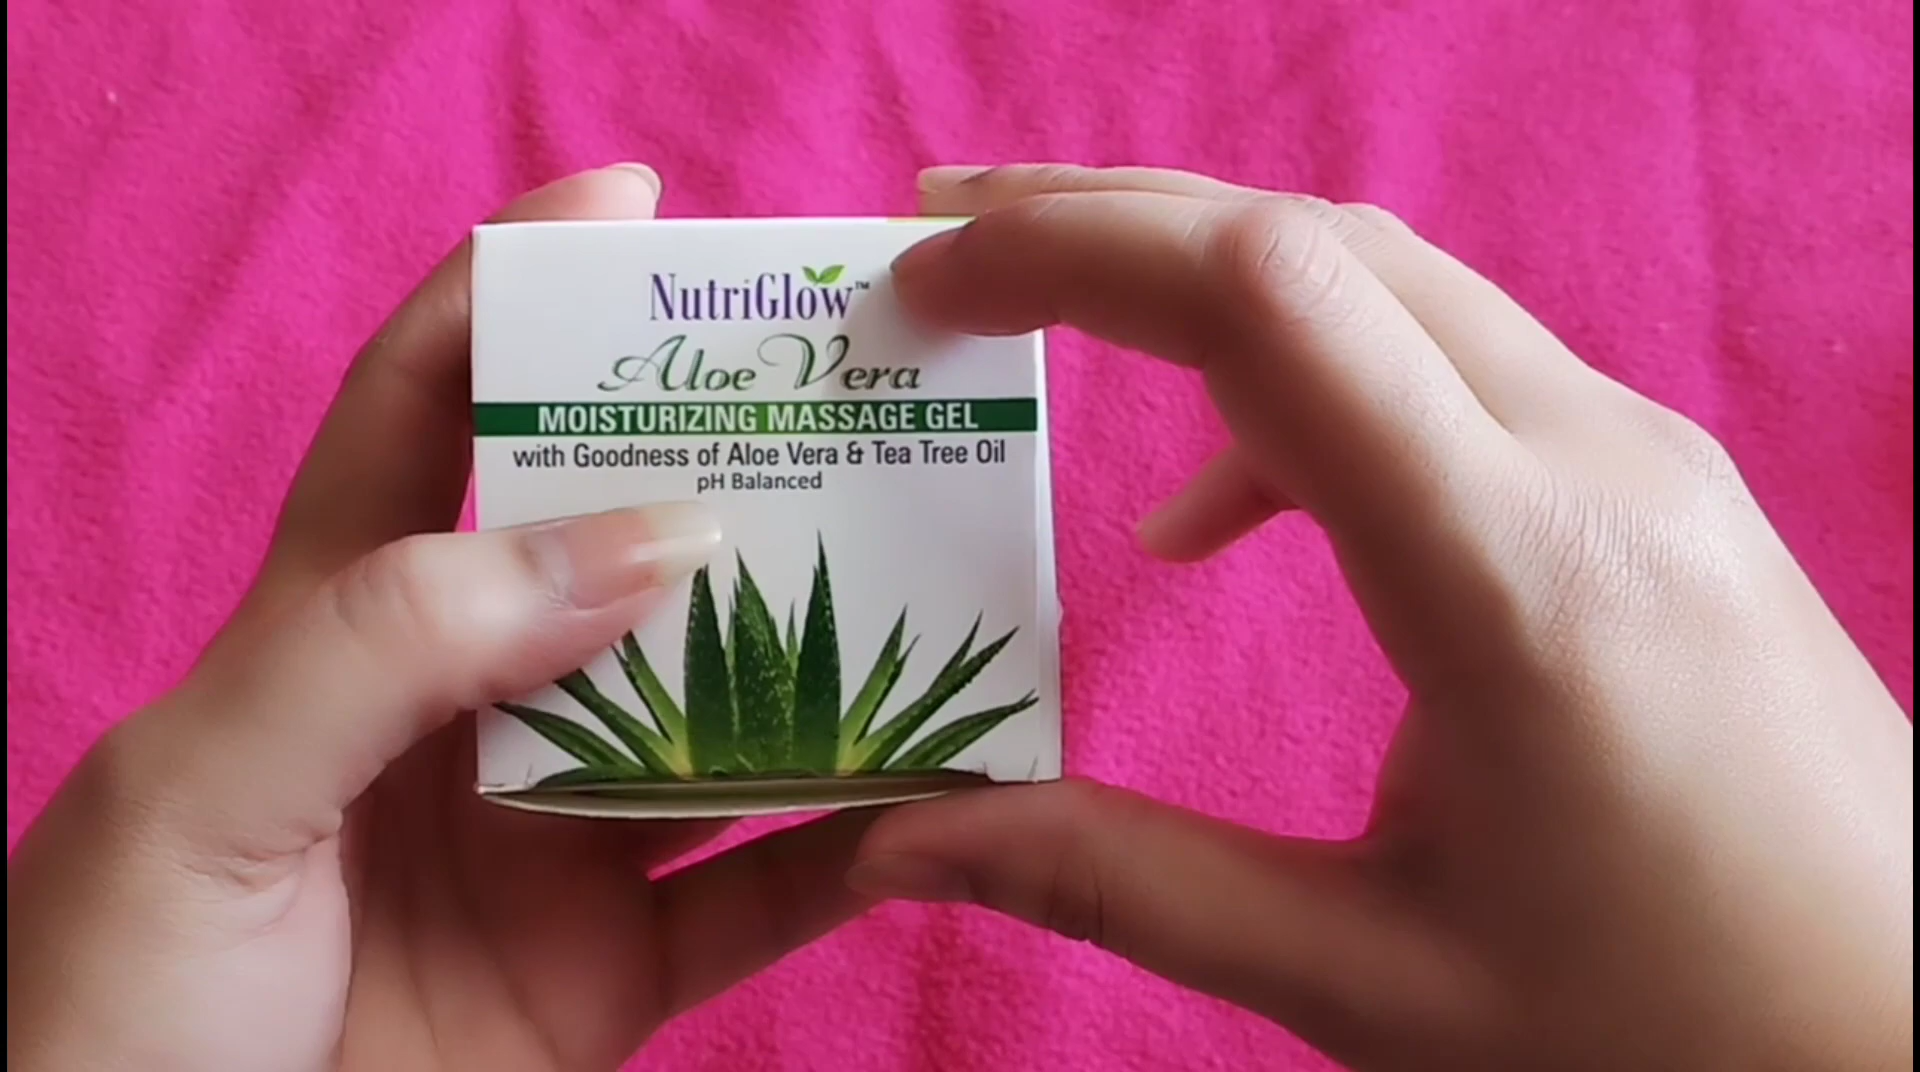 NutriGlow™
Aloe Vera
MOISTURIZING MASSAGE GEL
with Goodness of Aloe Vera & Tea Tree Oil
pH Balanced